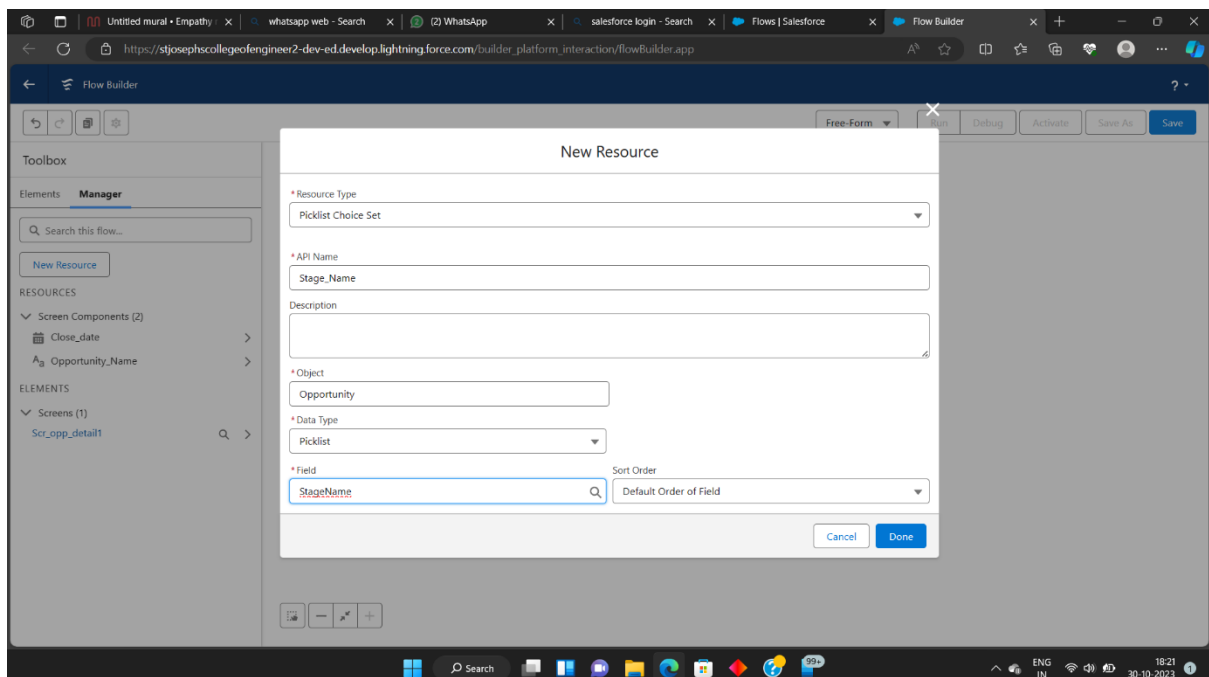 Untitled mural • Empathy
whatsapp web - Search
(2) WhatsApp
salesforce login - Search
Flows | Salesforce
Flow Builder
https://stjosephscollegeofengineer2-dev-ed.develop.lightning.force.com/builder_platform_interaction/flowBuilder.app
Flow Builder
?
Free-Form
Run
Debug
Activate
Save As
Save
Toolbox
Elements
Manager
Search this flow...
New Resource
RESOURCES
Screen Components (2)
Close_date
Aa Opportunity_Name
ELEMENTS
Screens (1)
Scr_opp_detail1
New Resource
* Resource Type
Picklist Choice Set
* API Name
Stage_Name
Description
* Object
Opportunity
* Data Type
Picklist
* Field
Sort Order
StageName
Default Order of Field
Cancel
Done
Search
99+
ENG
IN
18:21
30-10-2023
1